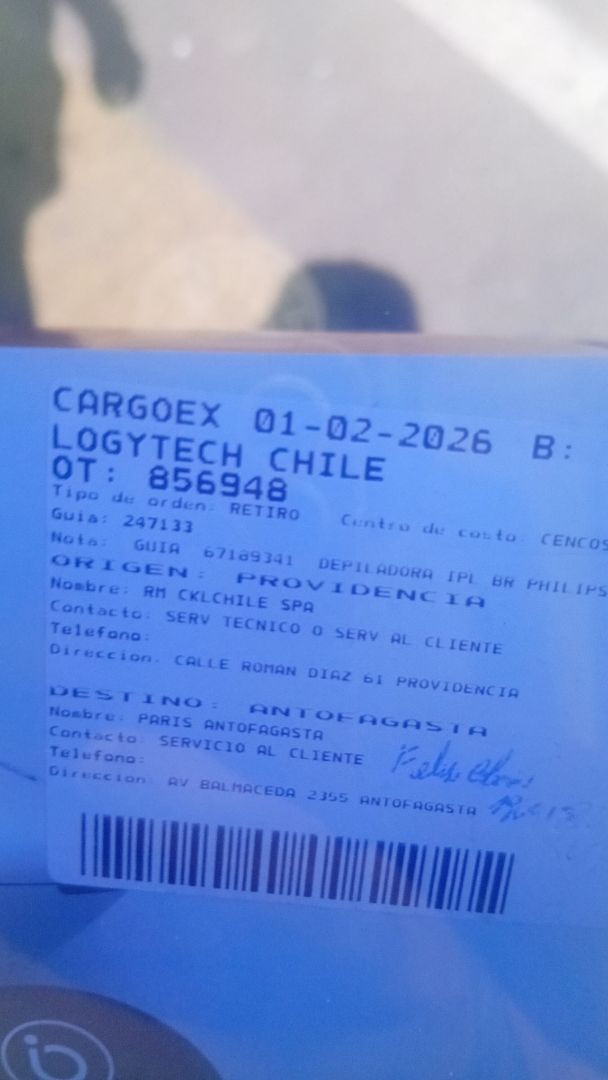 CARGOEX 01-02-2026 B:
LOGYTECH CHILE
OT: 856948
Tipo de orden: RETIRO Centro de costo: CENCOS
Guia: 247133
Nota: GUIA 67189341 DEPILADORA IPL BR PHILIPS
ORIGEN: PROVIDENCIA
Nombre: RM CKLCHILE SPA
Contacto: SERV TECNICO O SERV AL CLIENTE
Telefono:
Direccion: CALLE ROMAN DIAZ 61 PROVIDENCIA
DESTINO: ANTOFAGASTA
Nombre: PARIS ANTOFAGASTA
Contacto: SERVICIO AL CLIENTE
Telefono:
Direccion: AV BALMACEDA 2355 ANTOFAGASTA